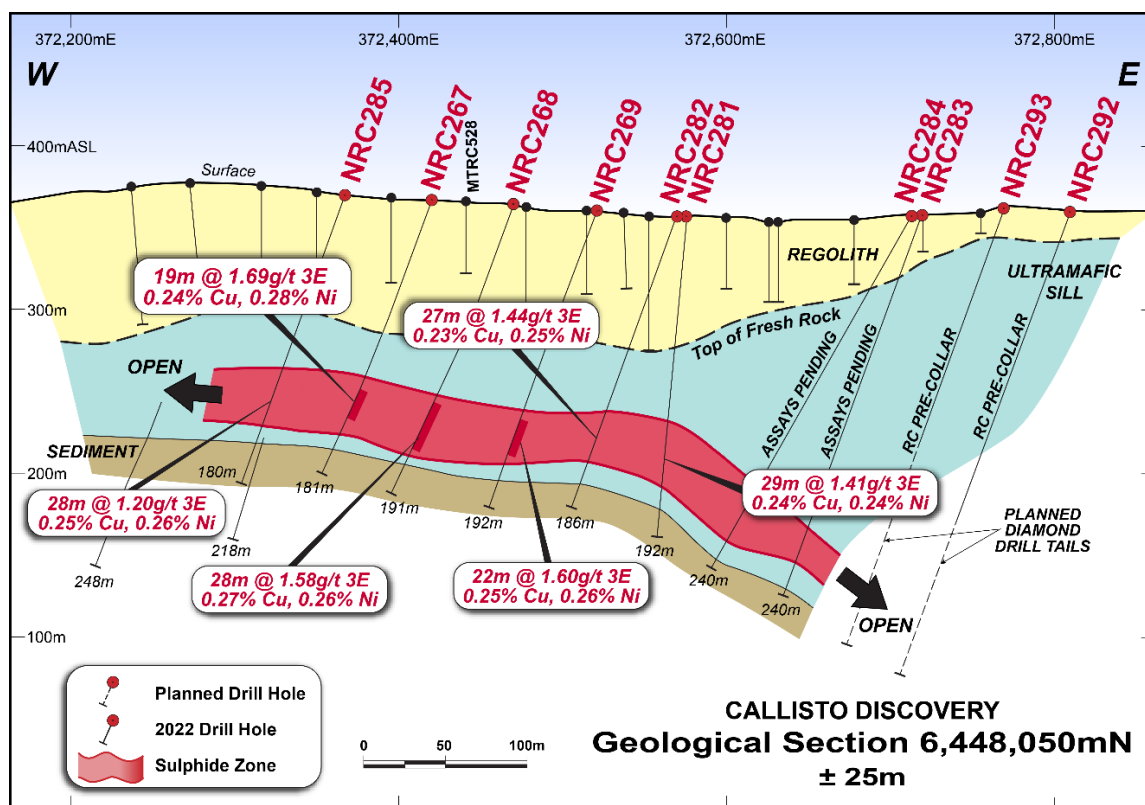 372,200mE
372,400mE
372,600mE
372,800mE
W
E
NRC285
NRC267
MTRC528
NRC268
NRC269
NRC282
NRC281
NRC284
NRC283
NRC293
NRC292
400mASL
Surface
REGOLITH
ULTRAMAFIC
SILL
19m @ 1.69g/t 3E
0.24% Cu, 0.28% Ni
27m @ 1.44g/t 3E
0.23% Cu, 0.25% Ni
300m
Top of Fresh Rock
OPEN
ASSAYS PENDING
ASSAYS PENDING
RC PRE-COLLAR
RC PRE-COLLAR
SEDIMENT
200m
180m
181m
191m
192m
186m
28m @ 1.20g/t 3E
0.25% Cu, 0.26% Ni
29m @ 1.41g/t 3E
0.24% Cu, 0.24% Ni
PLANNED
DIAMOND
DRILL TAILS
218m
192m
248m
240m
240m
28m @ 1.58g/t 3E
0.27% Cu, 0.26% Ni
22m @ 1.60g/t 3E
0.25% Cu, 0.26% Ni
OPEN
100m
Planned Drill Hole
2022 Drill Hole
Sulphide Zone
0 50 100m
CALLISTO DISCOVERY
Geological Section 6,448,050mN
± 25m